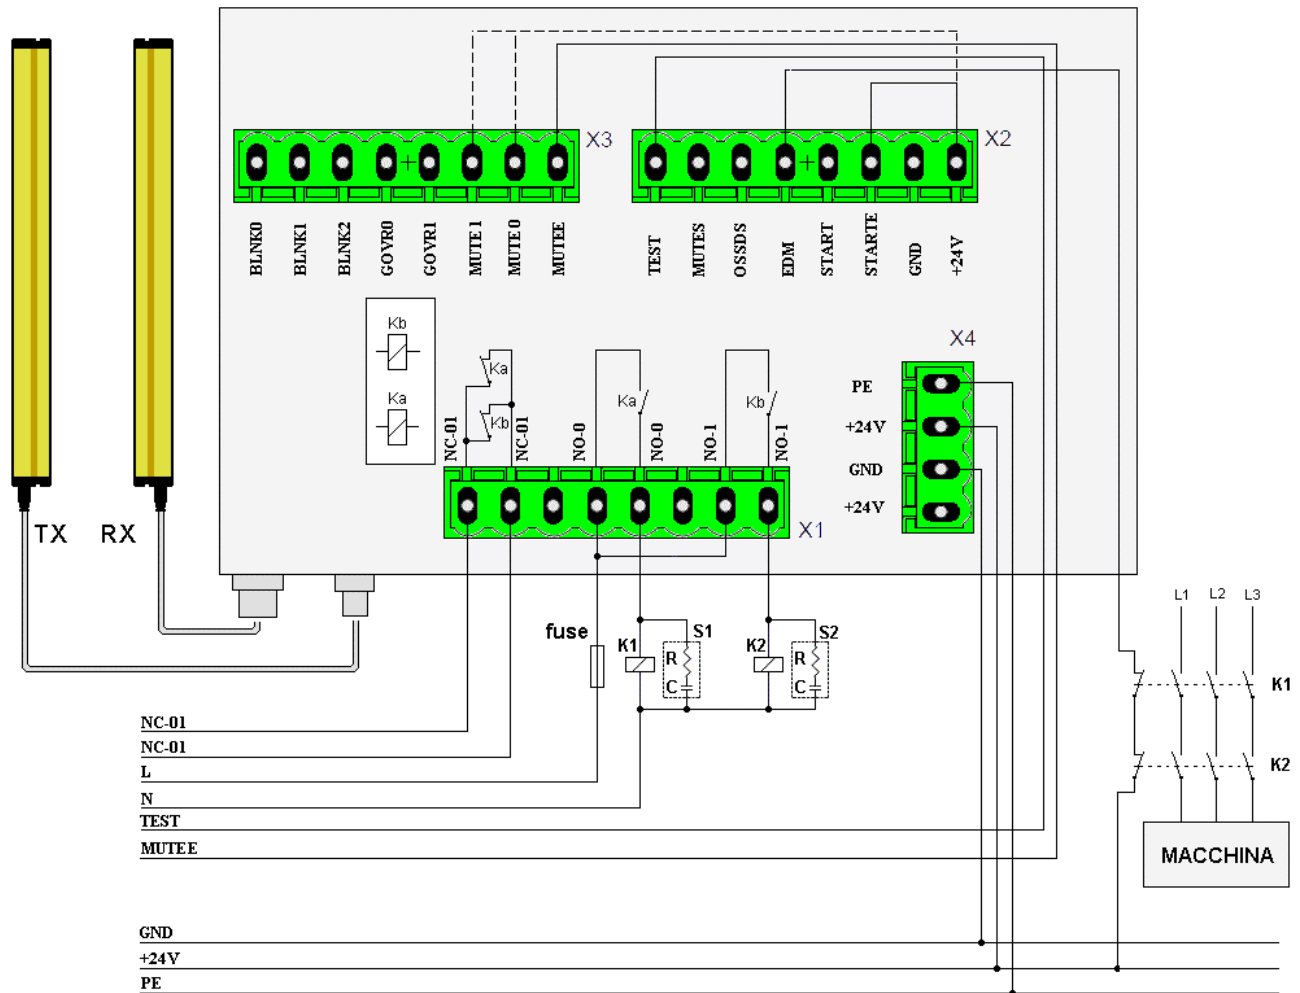 X3
X2
BLNK0
BLNK1
BLNK2
GOVR0
GOVR1
MUTE 1
MUTE 0
MUTEE
TEST
MUTES
OSSDS
EDM
START
STARTE
GND
+24V
Kb
Ka
Ka
Kb
Ka
Kb
NC-01
NC-01
NO-0
NO-0
NO-1
NO-1
X1
X4
PE
+24V
GND
+24V
TX
RX
fuse
K1
S1
R
C
K2
S2
R
C
L1
L2
L3
K1
K2
MACCHINA
NC-01
NC-01
L
N
TEST
MUTEE
GND
+24V
PE